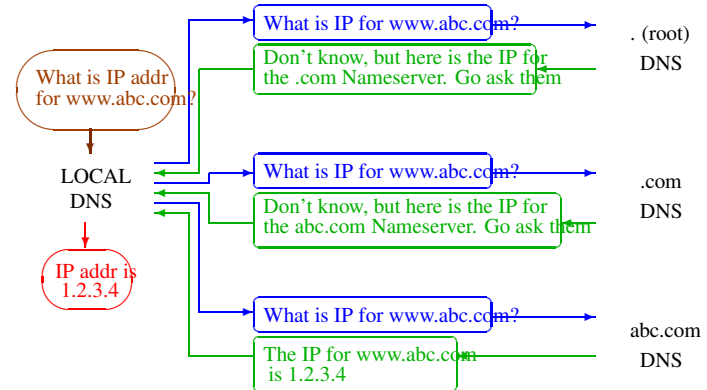 What is IP for www.abc.com?
. (root)
DNS
Don't know, but here is the IP for
the .com Nameserver. Go ask them
What is IP addr
for www.abc.com?
LOCAL
DNS
What is IP for www.abc.com?
.com
DNS
Don't know, but here is the IP for
the abc.com Nameserver. Go ask them
IP addr is
1.2.3.4
What is IP for www.abc.com?
abc.com
DNS
The IP for www.abc.com
is 1.2.3.4